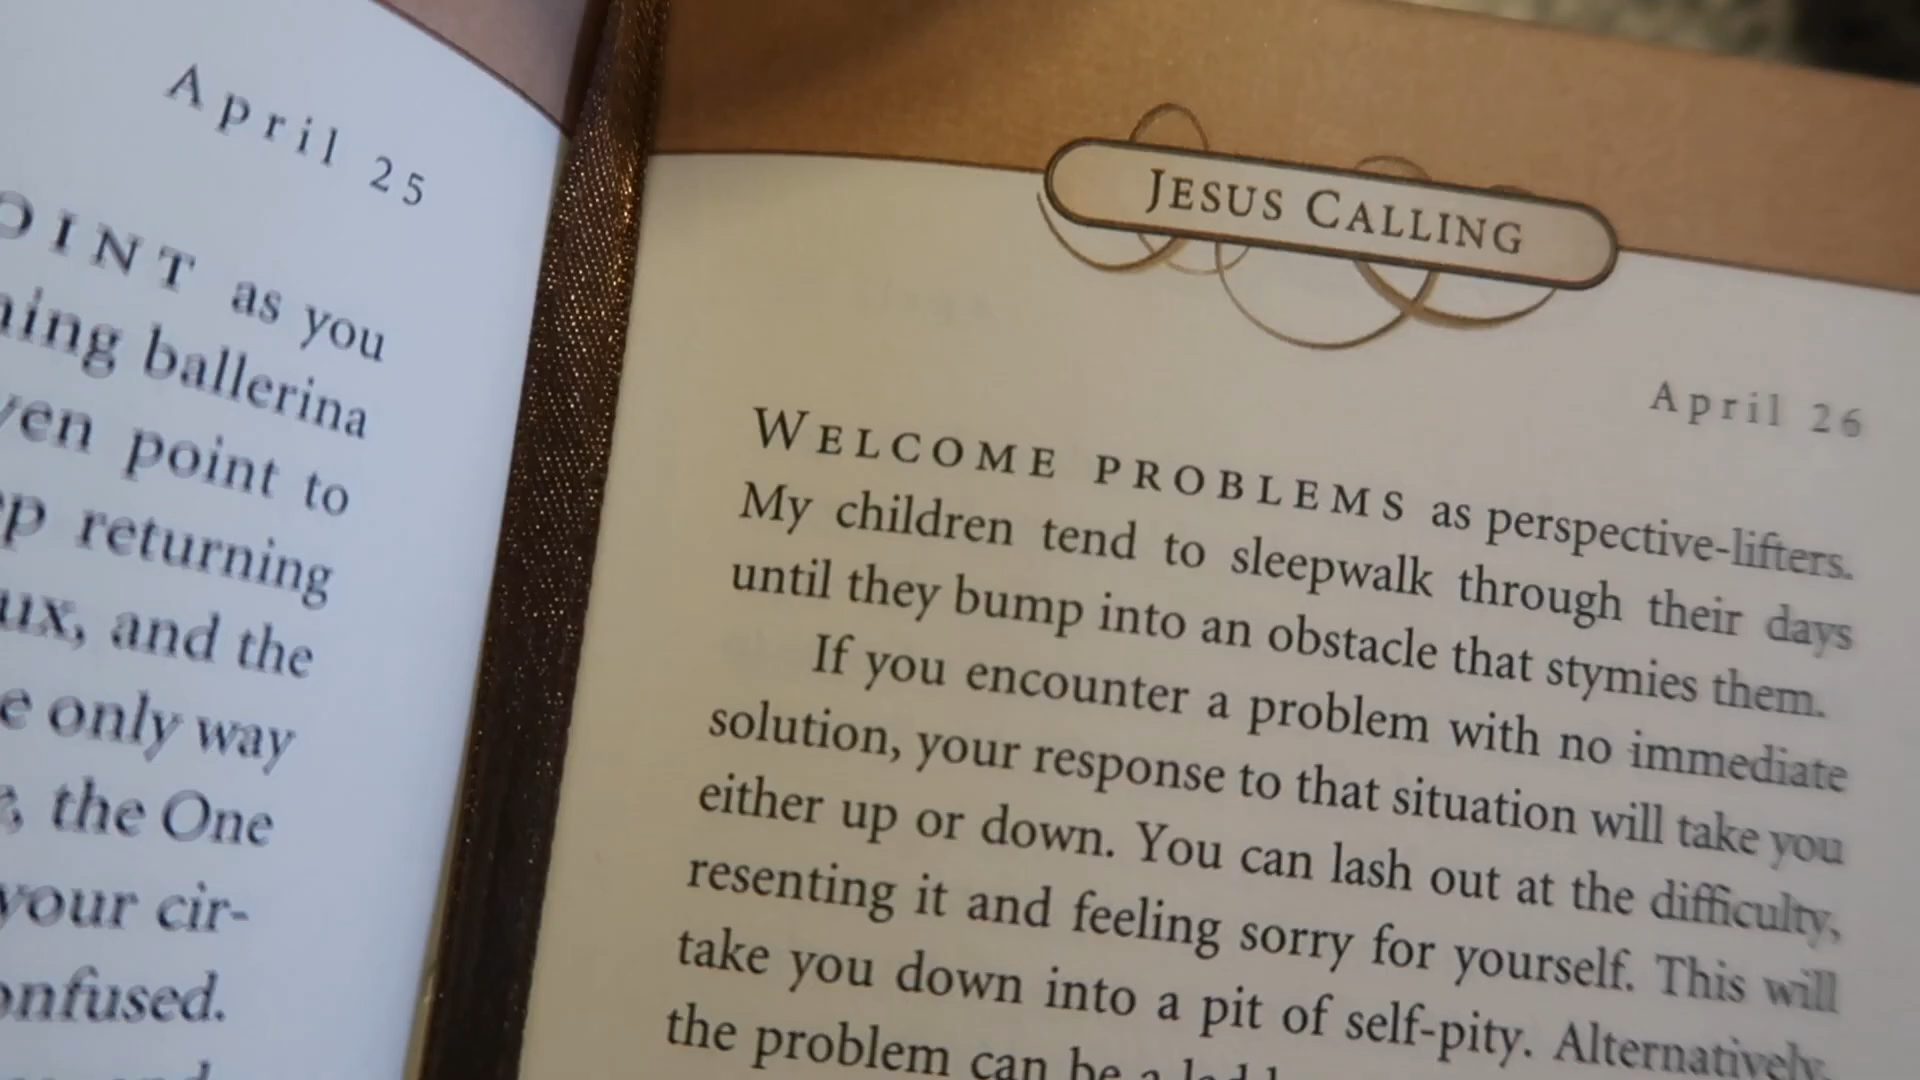 April 25
OINT as you
ning ballerina
ven point to
p returning
ux, and the
e only way
, the One
your cir-
onfused.
JESUS CALLING
April 26
WELCOME PROBLEMS as perspective-lifters.
My children tend to sleepwalk through their days
until they bump into an obstacle that stymies them.
If you encounter a problem with no immediate
solution, your response to that situation will take you
either up or down. You can lash out at the difficulty,
resenting it and feeling sorry for yourself. This will
take you down into a pit of self-pity. Alternatively,
the problem can be a